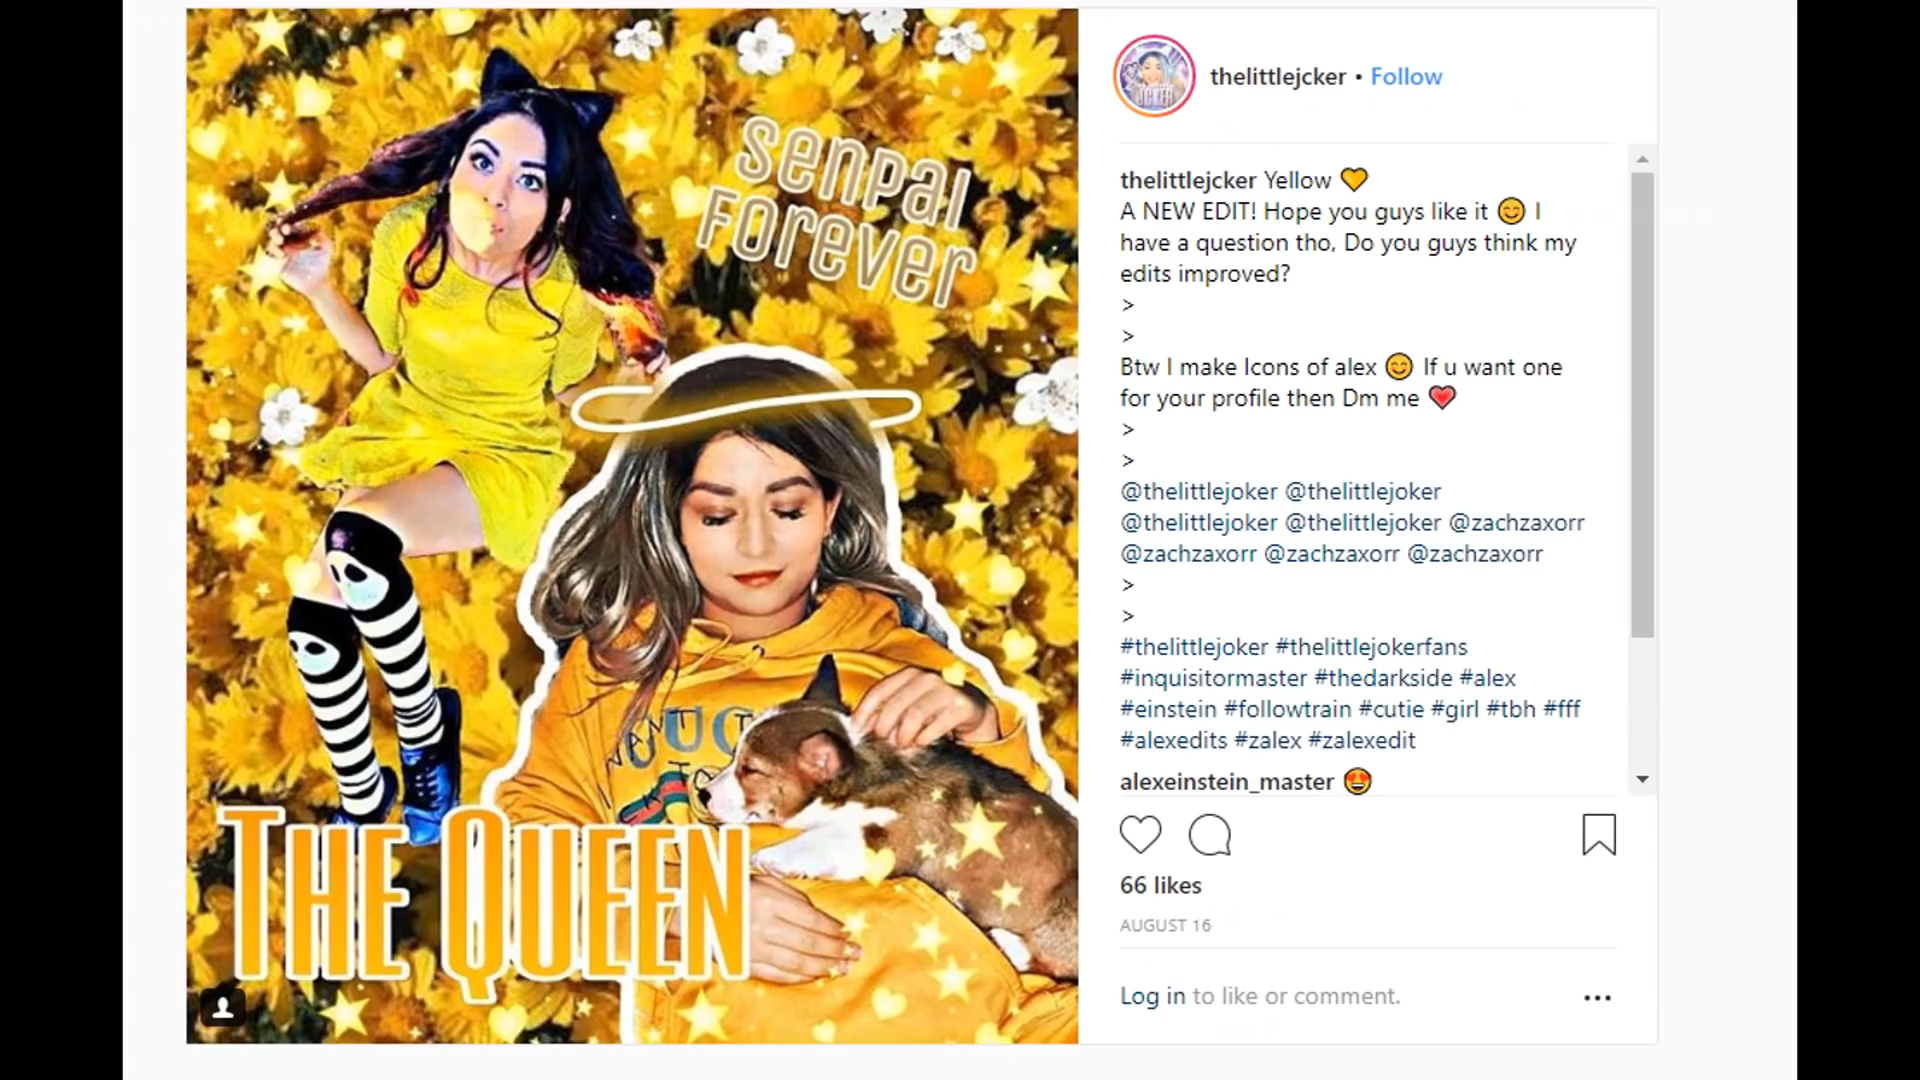 senpai
Forever
THE QUEEN
thelittlejcker • Follow
thelittlejcker Yellow 💛
A NEW EDIT! Hope you guys like it 😊 I
have a question tho, Do you guys think my
edits improved?
>
>
Btw I make Icons of alex 😊 If u want one
for your profile then Dm me ❤️
>
>
@thelittlejoker @thelittlejoker
@thelittlejoker @thelittlejoker @zachzaxorr
@zachzaxorr @zachzaxorr @zachzaxorr
>
>
#thelittlejoker #thelittlejokerfans
#inquisitormaster #thedarkside #alex
#einstein #followtrain #cutie #girl #tbh #fff
#alexedits #zalex #zalexedit
alexeinstein_master 😍
66 likes
AUGUST 16
Log in to like or comment.